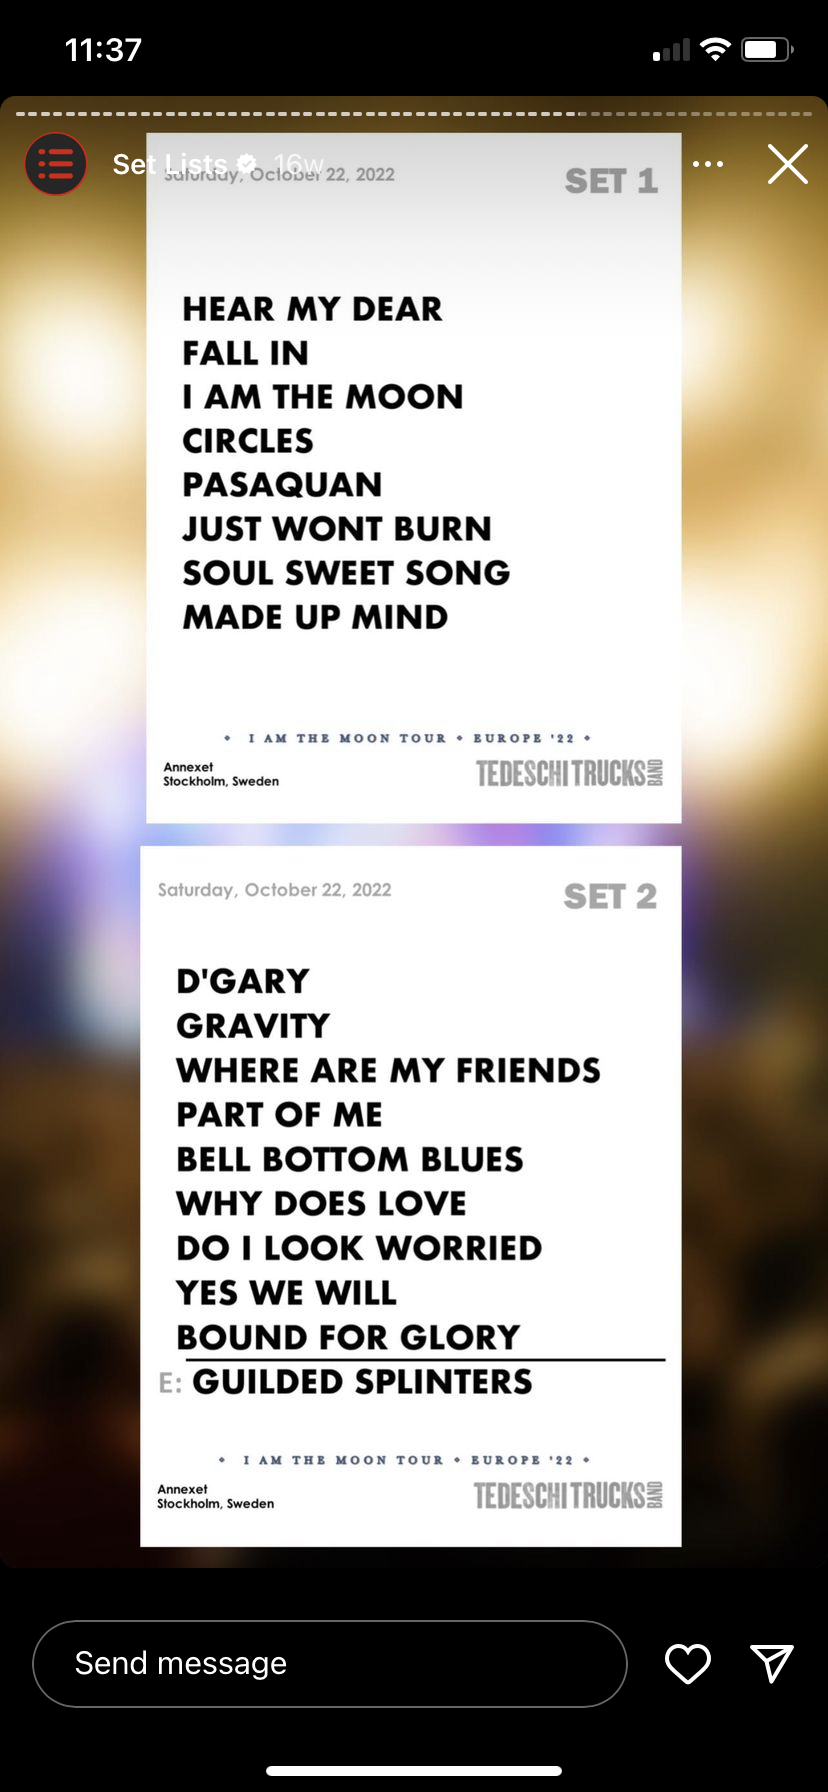 11:37
Set Lists 16w
Saturday, October 22, 2022
SET 1
HEAR MY DEAR
FALL IN
I AM THE MOON
CIRCLES
PASAQUAN
JUST WONT BURN
SOUL SWEET SONG
MADE UP MIND
I AM THE MOON TOUR • EUROPE '22
Annexet
Stockholm, Sweden
TEDESCHI TRUCKS BAND
Saturday, October 22, 2022
SET 2
D'GARY
GRAVITY
WHERE ARE MY FRIENDS
PART OF ME
BELL BOTTOM BLUES
WHY DOES LOVE
DO I LOOK WORRIED
YES WE WILL
BOUND FOR GLORY
E: GUILDED SPLINTERS
I AM THE MOON TOUR • EUROPE '22
Annexet
Stockholm, Sweden
TEDESCHI TRUCKS BAND
Send message